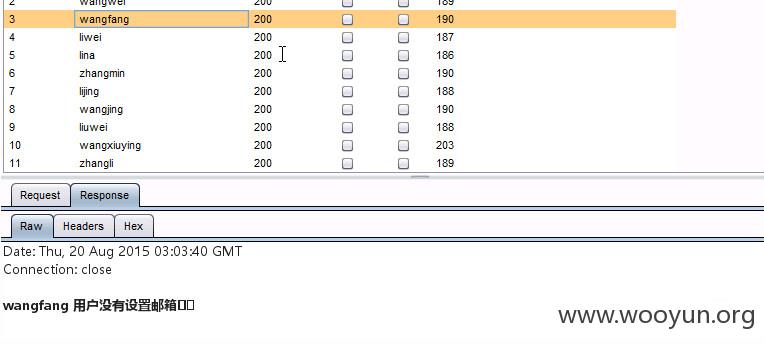 2 wangwei 200 189
3 wangfang 200 190
4 liwei 200 187
5 lina 200 186
6 zhangmin 200 190
7 lijing 200 188
8 wangjing 200 190
9 liuwei 200 188
10 wangxiuying 200 203
11 zhangli 200 189
Request Response
Raw Headers Hex
Date: Thu, 20 Aug 2015 03:03:40 GMT
Connection: close
wangfang 用户没有设置邮箱□□
www.wooyun.org